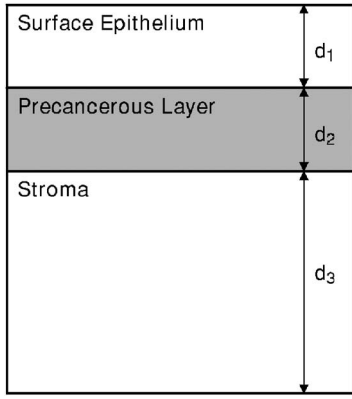 Surface Epithelium
d₁
Precancerous Layer
d₂
Stroma
d₃